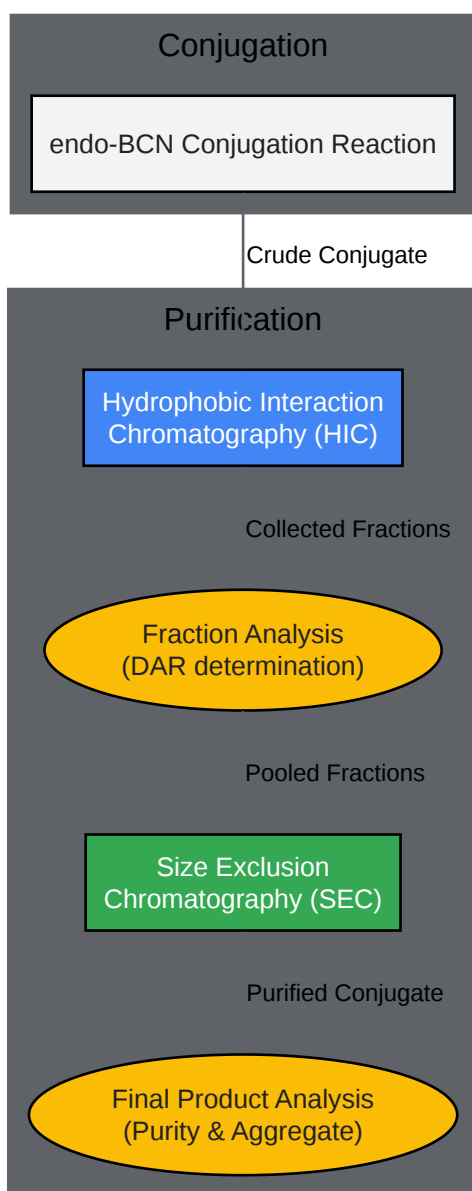 Conjugation
endo-BCN Conjugation Reaction
Crude Conjugate
Purification
Hydrophobic Interaction
Chromatography (HIC)
Collected Fractions
Fraction Analysis
(DAR determination)
Pooled Fractions
Size Exclusion
Chromatography (SEC)
Purified Conjugate
Final Product Analysis
(Purity & Aggregate)